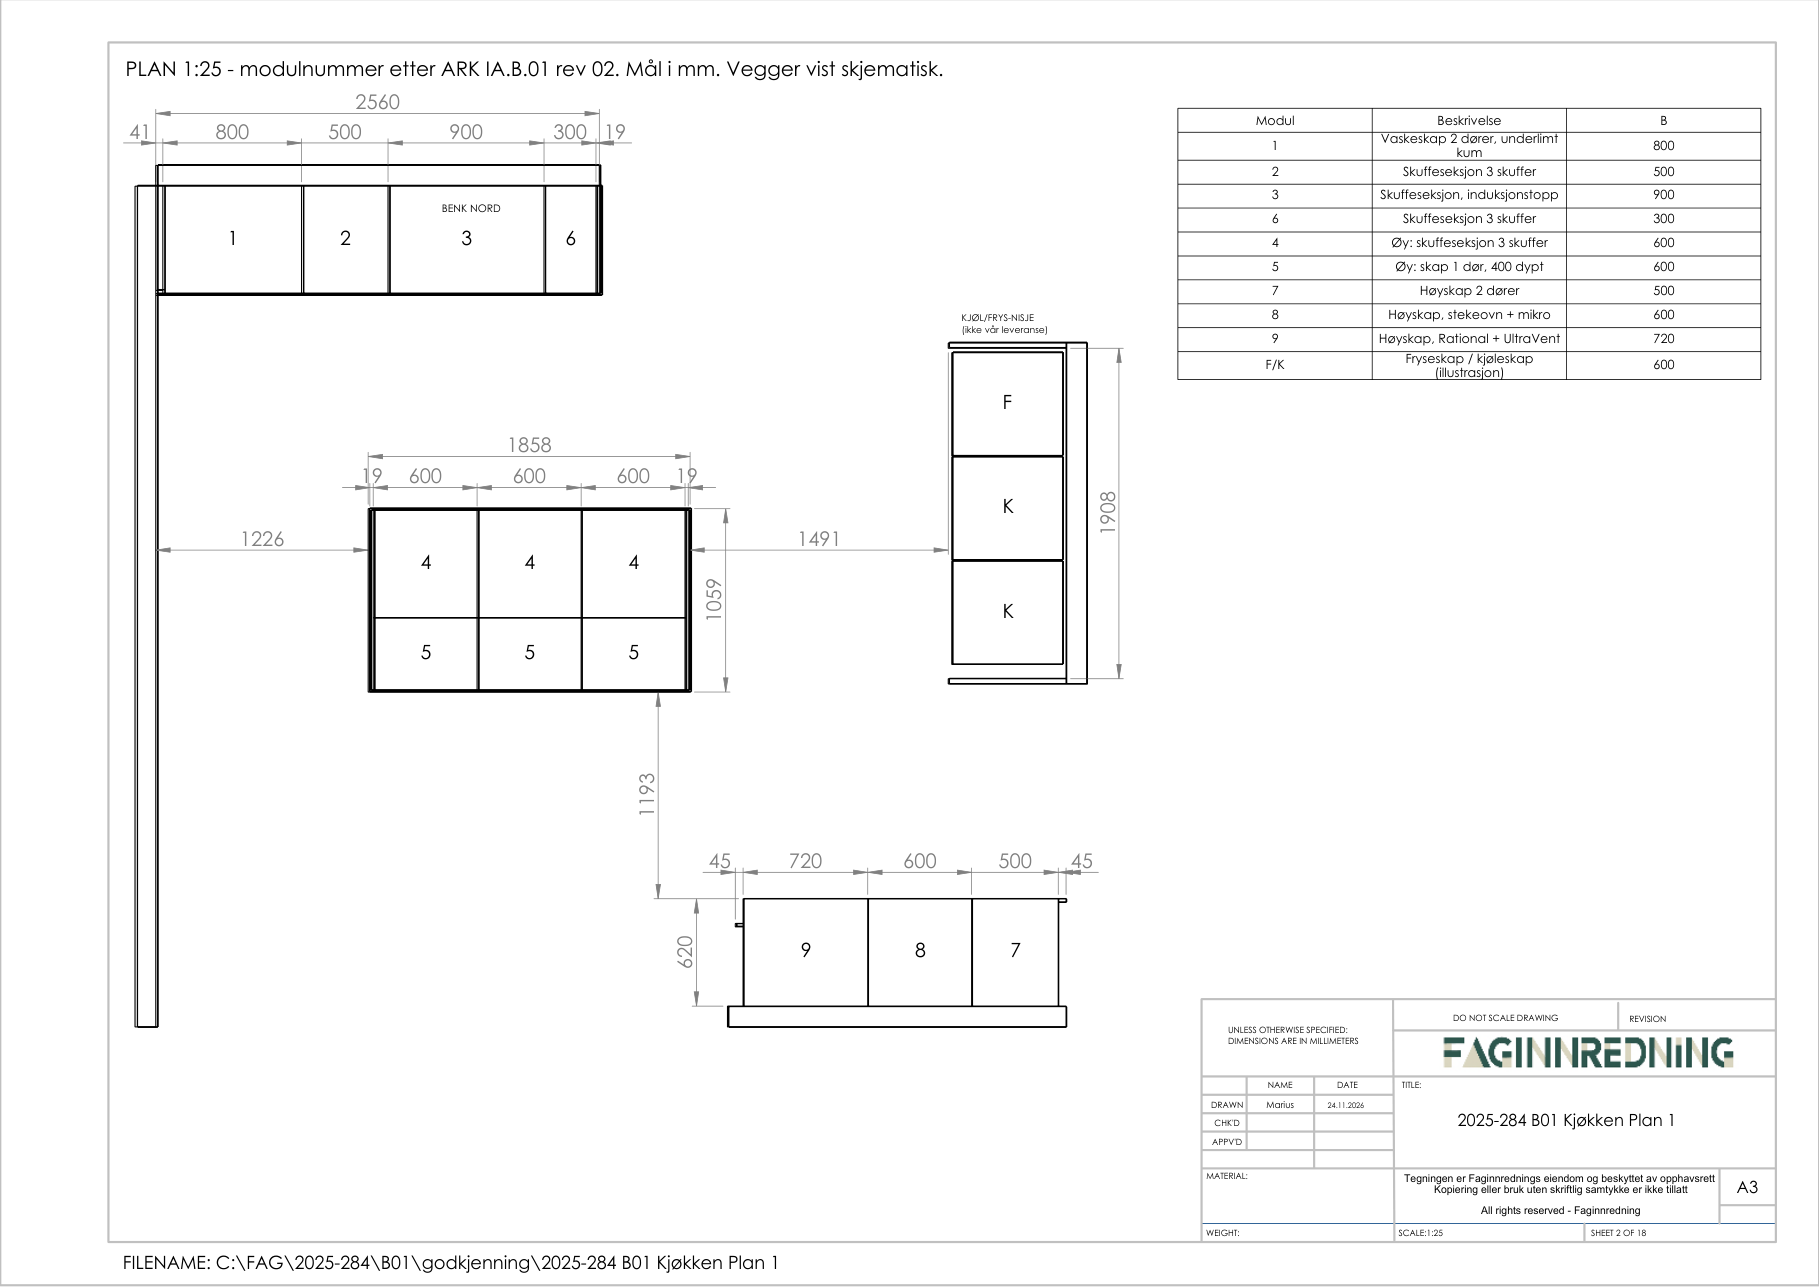 PLAN 1:25 - modulnummer etter ARK IA.B.01 rev 02. Mål i mm. Vegger vist skjematisk.
2560
41 800 500 900 300 19
BENK NORD
1 2 3 6
Modul Beskrivelse B
1 Vaskeskap 2 dører, underlimt kum 800
2 Skuffeseksjon 3 skuffer 500
3 Skuffeseksjon, induksjonstopp 900
6 Skuffeseksjon 3 skuffer 300
4 Øy: skuffeseksjon 3 skuffer 600
5 Øy: skap 1 dør, 400 dypt 600
7 Høyskap 2 dører 500
8 Høyskap, stekeovn + mikro 600
9 Høyskap, Rational + UltraVent 720
F/K Fryseskap / kjøleskap (illustrasjon) 600
KJØL/FRYS-NISJE
(ikke vår leveranse)
F
K
K
1908
1858
19 600 600 600 19
1226
1491
4 4 4
5 5 5
1059
1193
45 720 600 500 45
620
9 8 7
UNLESS OTHERWISE SPECIFIED:
DIMENSIONS ARE IN MILLIMETERS
DO NOT SCALE DRAWING
REVISION
FAGINNREDNING
NAME DATE
DRAWN Marius 24.11.2026
CHK'D
APPV'D
TITLE:
2025-284 B01 Kjøkken Plan 1
MATERIAL:
Tegningen er Faginnrednings eiendom og beskyttet av opphavsrett
Kopiering eller bruk uten skriftlig samtykke er ikke tillatt
All rights reserved - Faginnredning
A3
WEIGHT:
SCALE:1:25
SHEET 2 OF 18
FILENAME: C:\FAG\2025-284\B01\godkjenning\2025-284 B01 Kjøkken Plan 1